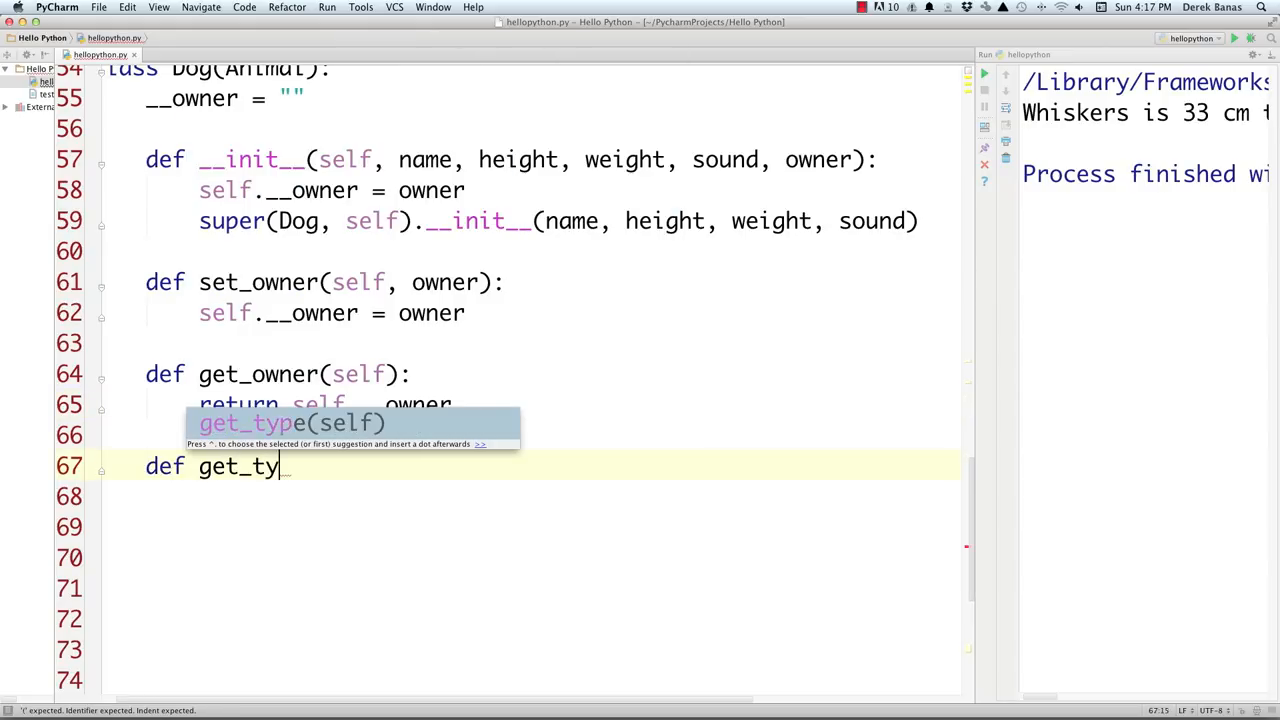 PyCharm File Edit View Navigate Code Refactor Run Tools VCS Window Help 10 Sun 4:17 PM Derek Banas
hellopython.py - Hello Python - [~/PycharmProjects/Hello Python]
Hello Python hellopython.py hellopython
hellopython.py × Run hellopython
Hello P
hell
test
Externa
54 lass Dog(Animal):
55 __owner = ""
56
57 def __init__(self, name, height, weight, sound, owner):
58 self.__owner = owner
59 super(Dog, self).__init__(name, height, weight, sound)
60
61 def set_owner(self, owner):
62 self.__owner = owner
63
64 def get_owner(self):
65 return self.__owner
66
get_type(self)
Press ^. to choose the selected (or first) suggestion and insert a dot afterwards >>
67 def get_ty
68
69
70
71
72
73
74
/Library/Frameworks
Whiskers is 33 cm t
Process finished wi
'(' expected. Identifier expected. Indent expected. 67:15 LF UTF-8